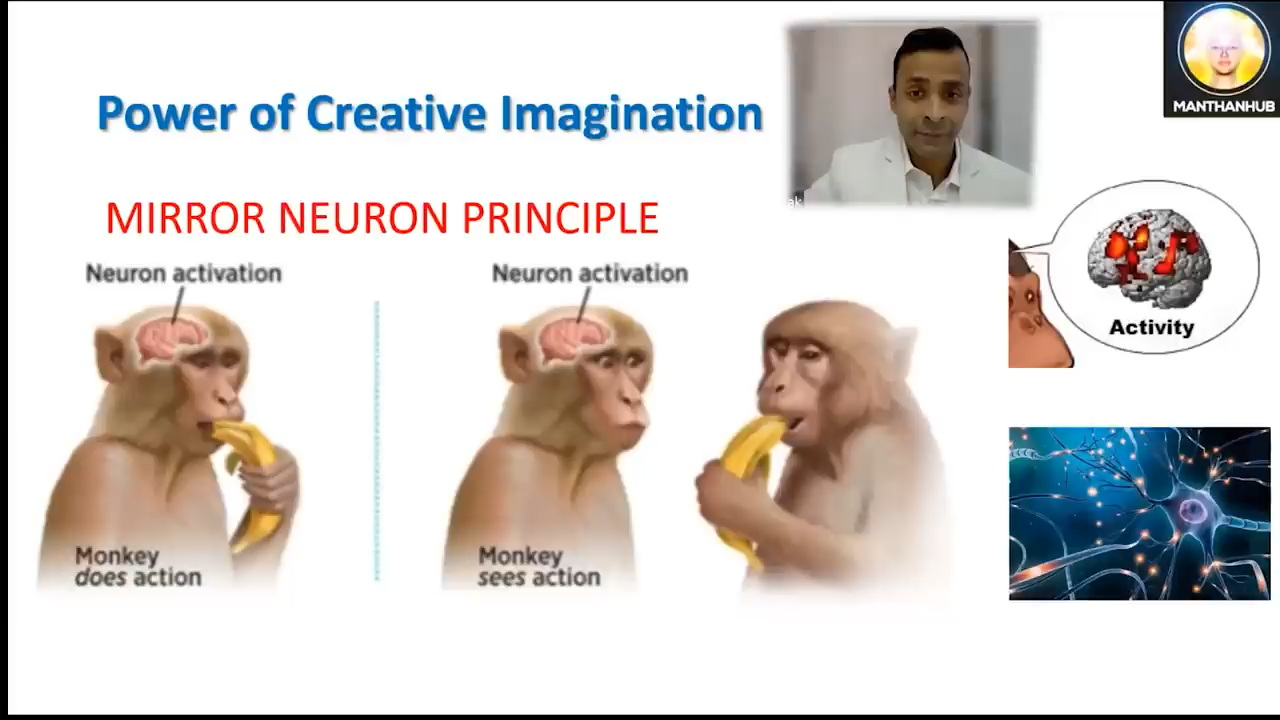 Power of Creative Imagination
MANTHANHUB
MIRROR NEURON PRINCIPLE
Neuron activation
Neuron activation
Activity
Monkey
does action
Monkey
sees action